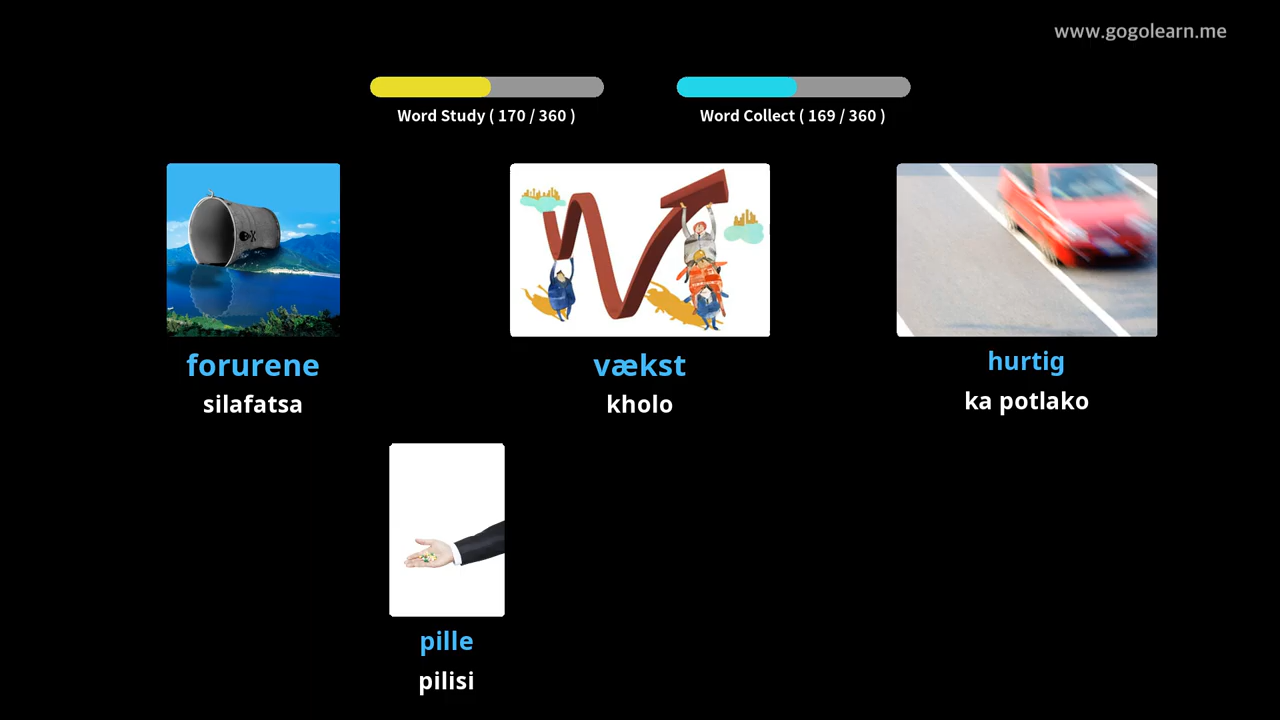 www.gogolearn.me
Word Study ( 170 / 360 )
Word Collect ( 169 / 360 )
forurene
silafatsa
vækst
kholo
hurtig
ka potlako
pille
pilisi